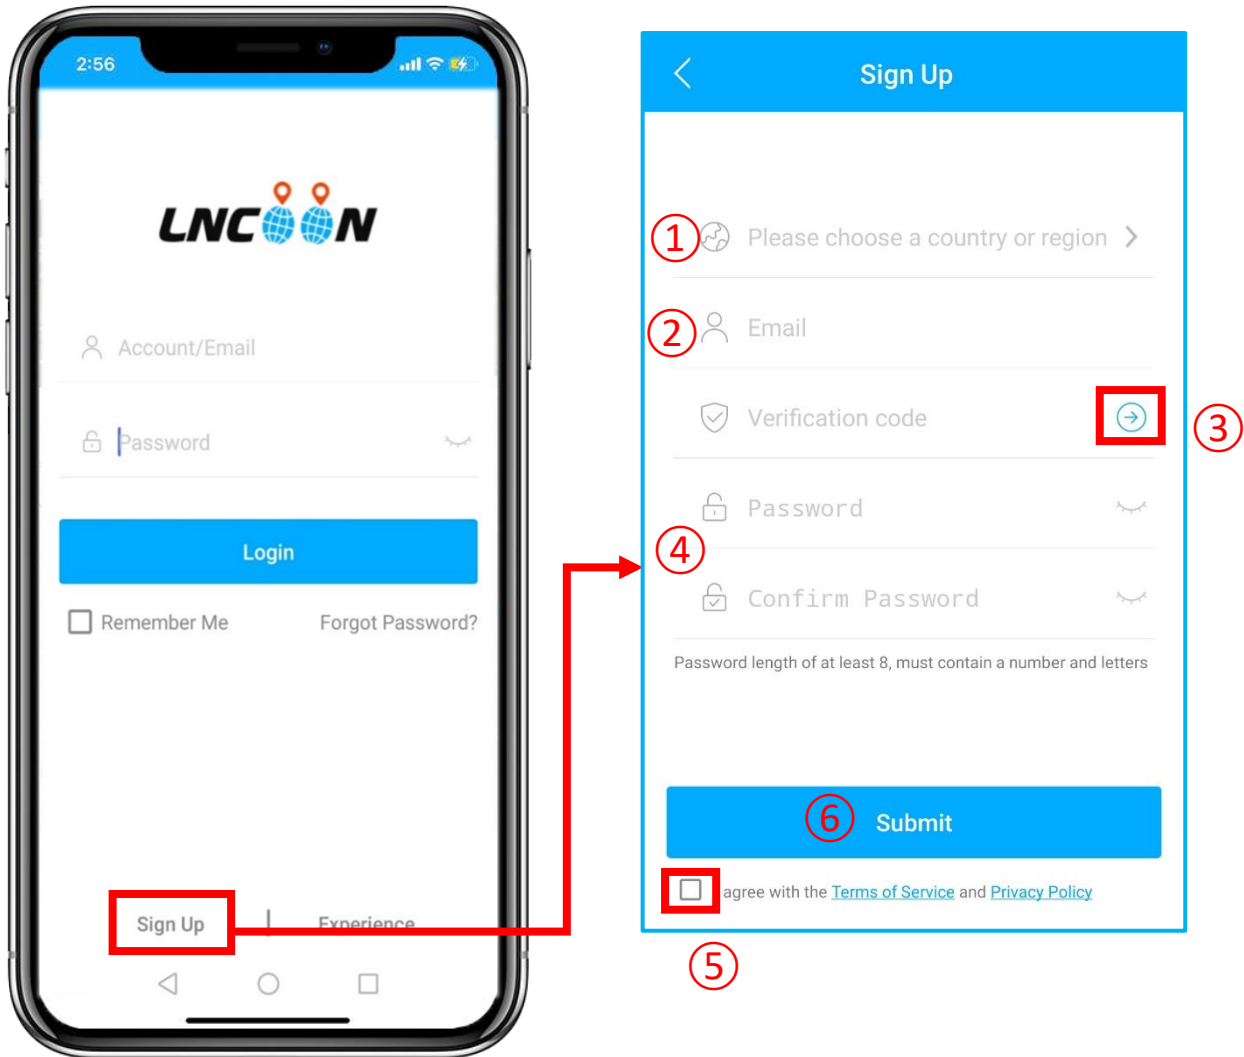 2:56
LNCOON
Account/Email
Password
Login
Remember Me Forgot Password?
Sign Up | Experience
Sign Up
① Please choose a country or region
② Email
Verification code ③
Password
④
Confirm Password
Password length of at least 8, must contain a number and letters
⑥ Submit
agree with the Terms of Service and Privacy Policy
⑤